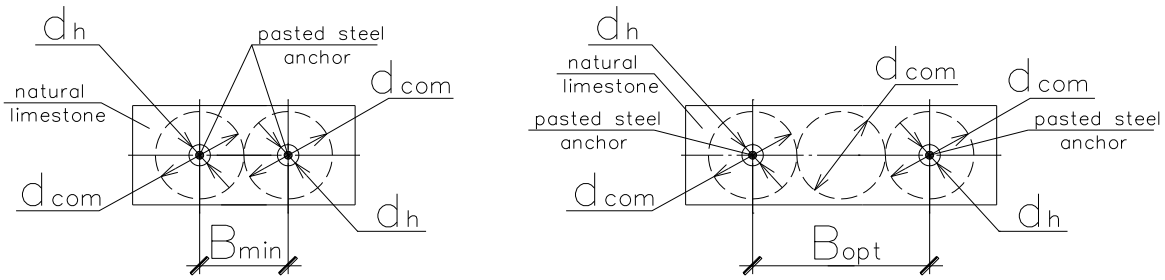 dh
pasted steel
anchor
dcom
natural
limestone
dcom
dh
Bmin
dh
natural
limestone
pasted steel
anchor
dcom
dcom
pasted steel
anchor
dcom
dh
Bopt